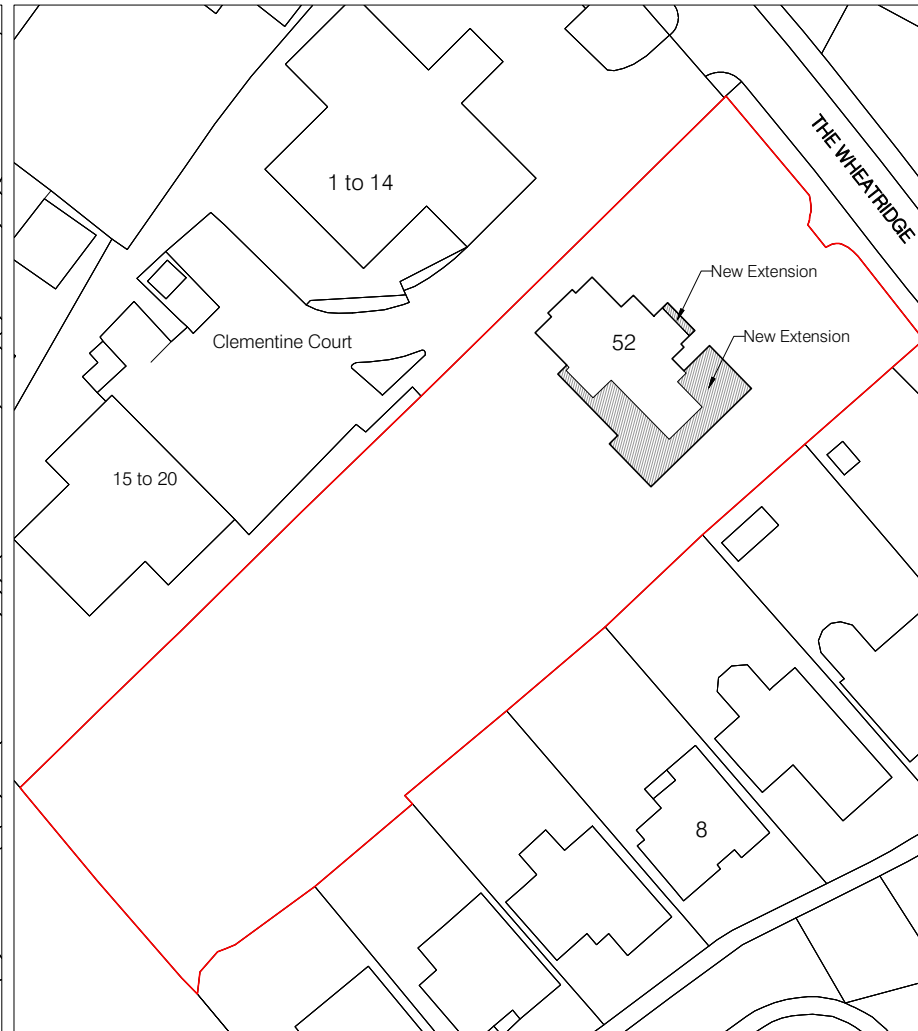 THE WHEATRIDGE
1 to 14
New Extension
52
New Extension
Clementine Court
15 to 20
8